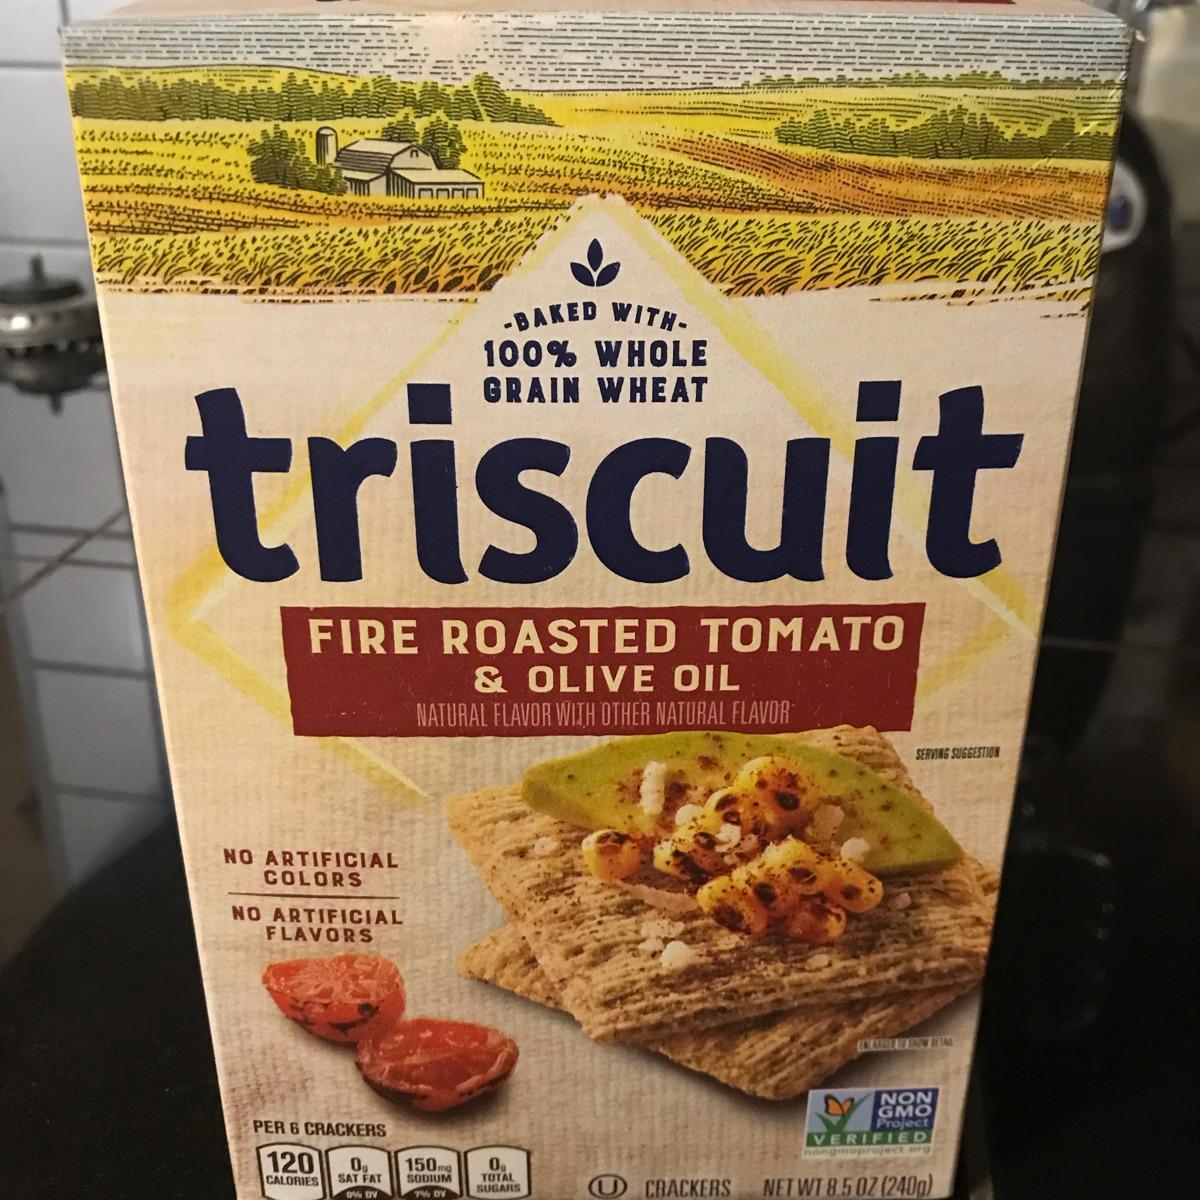 -BAKED WITH-
100% WHOLE
GRAIN WHEAT
triscuit
FIRE ROASTED TOMATO
& OLIVE OIL
NATURAL FLAVOR WITH OTHER NATURAL FLAVOR
SERVING SUGGESTION
NO ARTIFICIAL
COLORS
NO ARTIFICIAL
FLAVORS
ENLARGED TO SHOW DETAIL
NON
GMO
Project
VERIFIED
nongmoproject.org
PER 6 CRACKERS
120
CALORIES
0g
SAT FAT
0% DV
150mg
SODIUM
7% DV
0g
TOTAL
SUGARS
U CRACKERS NET WT 8.5 OZ (240g)